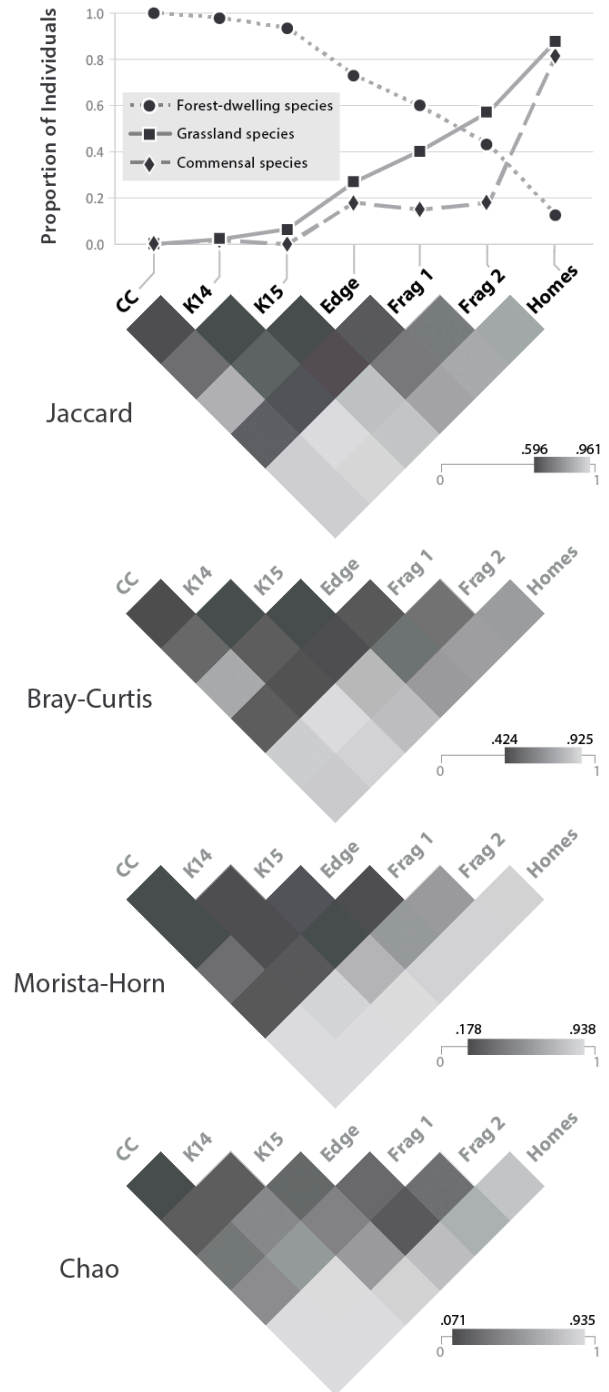 Proportion of Individuals
1.0
0.8
0.6
0.4
0.2
0.0
Forest-dwelling species
Grassland species
Commensal species
CC K14 K15 Edge Frag 1 Frag 2 Homes
Jaccard
.596 .961
0 1
CC K14 K15 Edge Frag 1 Frag 2 Homes
Bray-Curtis
.424 .925
0 1
CC K14 K15 Edge Frag 1 Frag 2 Homes
Morista-Horn
.178 .938
0 1
CC K14 K15 Edge Frag 1 Frag 2 Homes
Chao
.071 .935
0 1